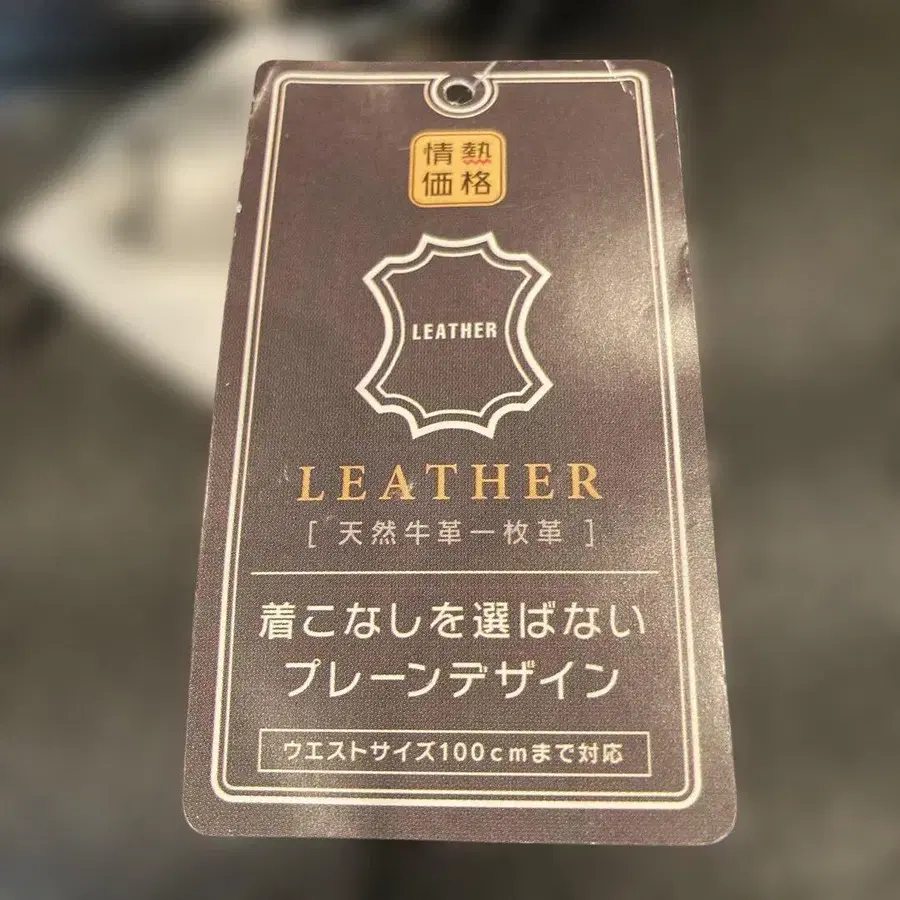 情熱
価格
LEATHER
LEATHER
[ 天然牛革一枚革 ]
着こなしを選ばない
プレーンデザイン
ウエストサイズ100cmまで対応